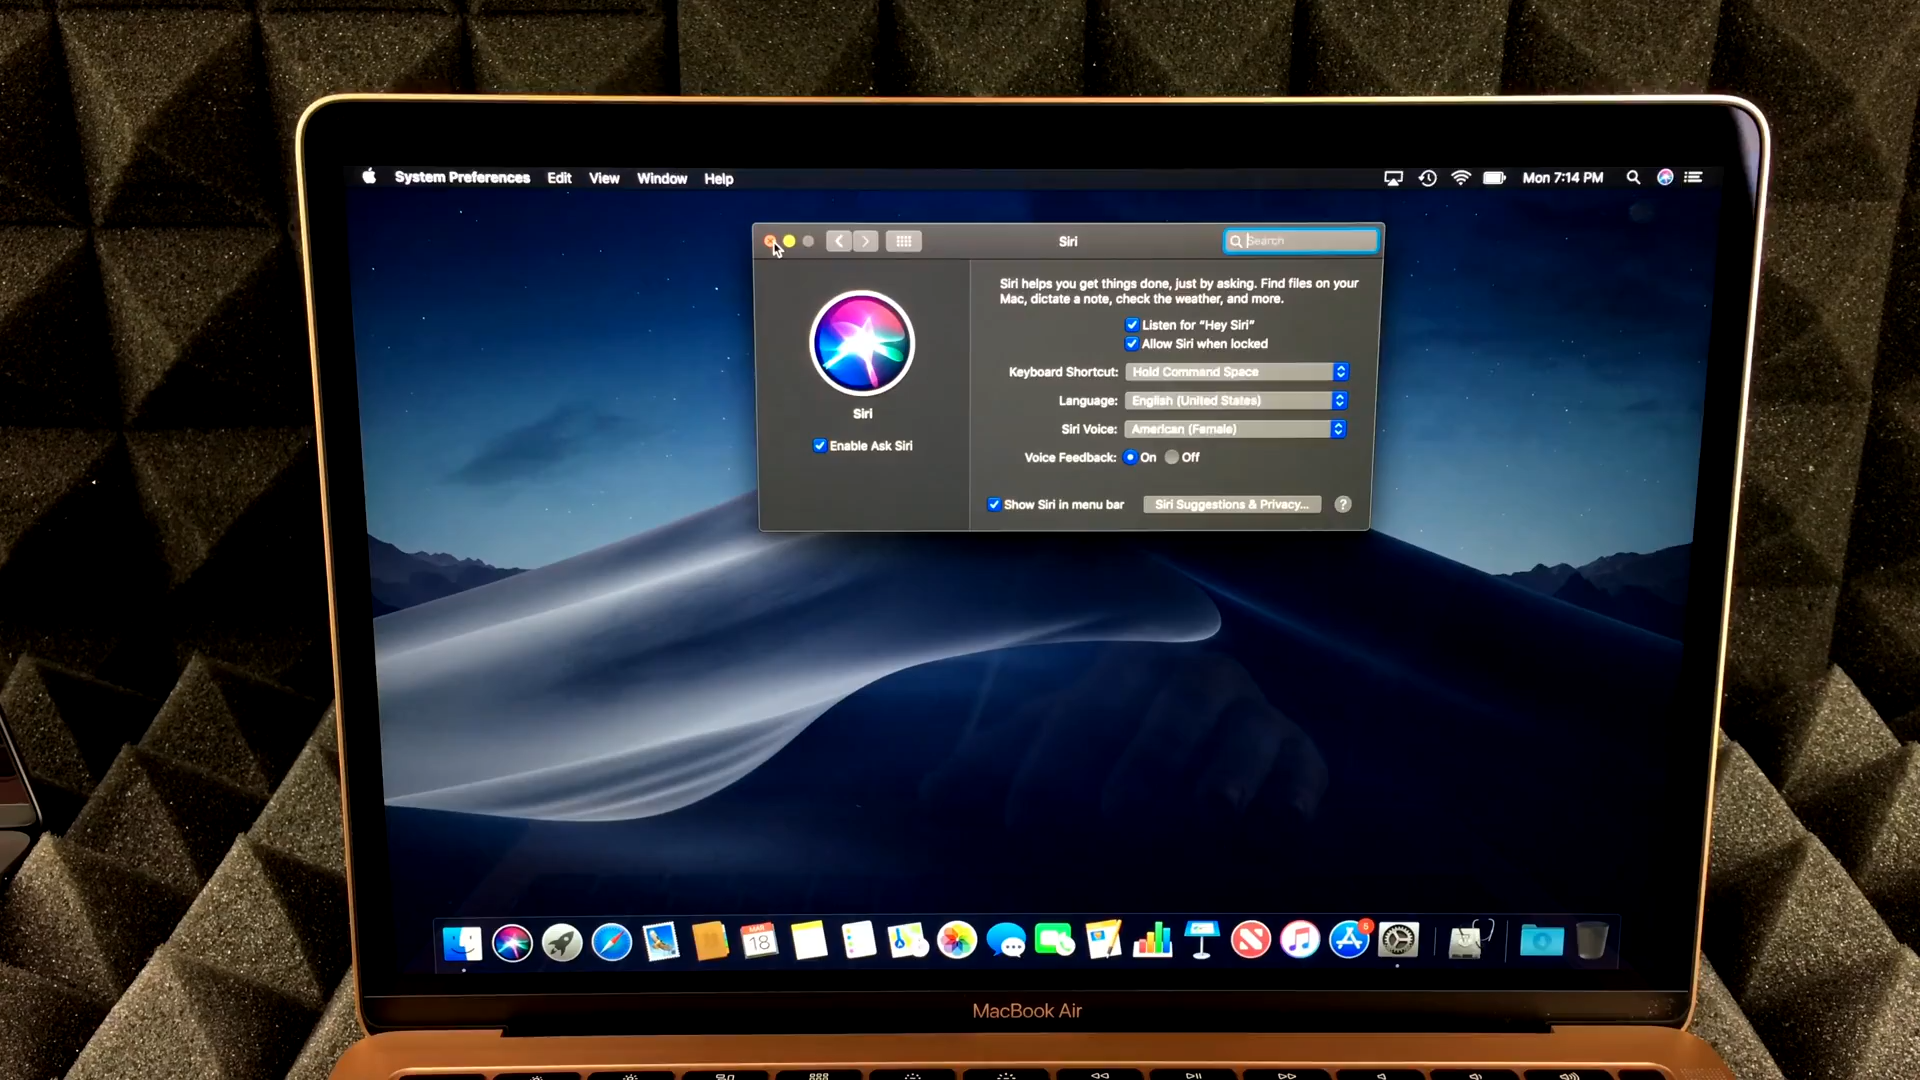 System Preferences Edit View Window Help
Mon 7:14 PM
Siri
Search
Siri helps you get things done, just by asking. Find files on your
Mac, dictate a note, check the weather, and more.
Listen for “Hey Siri”
Allow Siri when locked
Keyboard Shortcut: Hold Command Space
Language: English (United States)
Siri Voice: American (Female)
Voice Feedback: On Off
Siri
Enable Ask Siri
Show Siri in menu bar
Siri Suggestions & Privacy...
?
MAR
18
5
MacBook Air